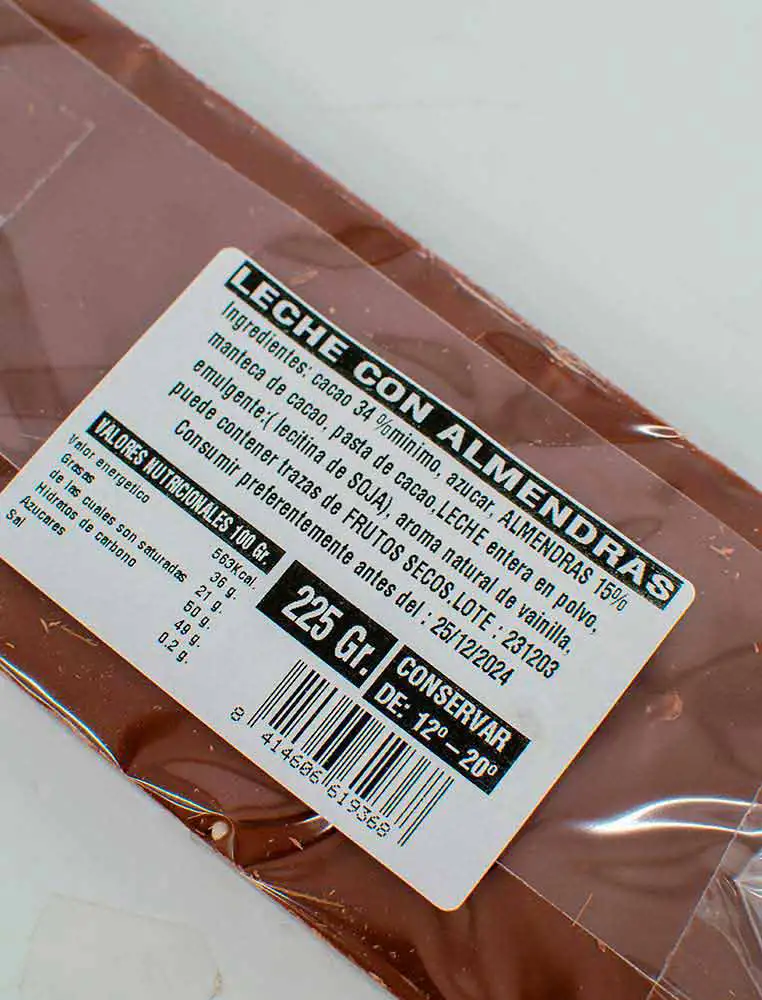 LECHE CON ALMENDRAS
Ingredientes: cacao 34 %minimo, azucar, ALMENDRAS 15%
manteca de cacao, pasta de cacao,LECHE entera en polvo,
emulgente:( lecitina de SOJA), aroma natural de vainilla,
puede contener trazas de FRUTOS SECOS.LOTE : 231203
Consumir preferentemente antes del : 25/12/2024
VALORES NUTRICIONALES 100 Gr.
Valor energetico 563Kcal.
Grasas 36 g.
de las cuales son saturadas 21 g.
Hidratos de carbono 50 g.
Azucares 49 g.
Sal 0.2 g.
225 Gr.
CONSERVAR
DE: 12º – 20º
8 414606 619368